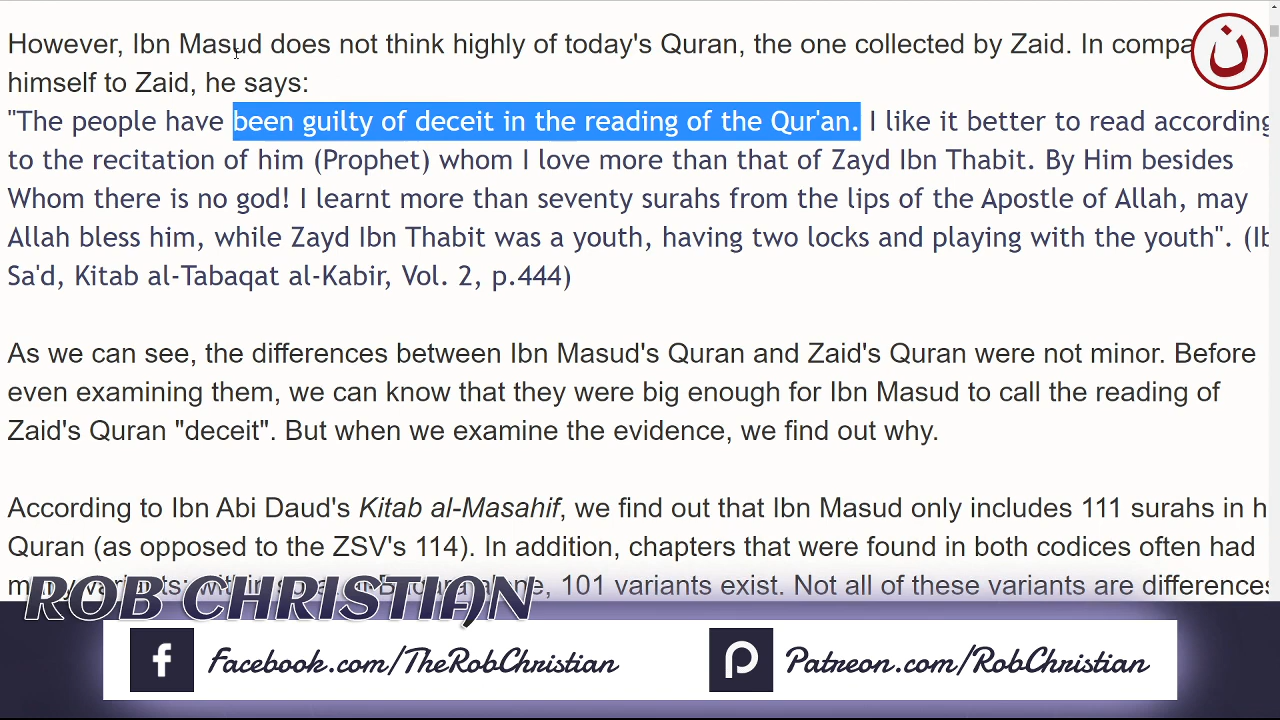 However, Ibn Masud does not think highly of today's Quran, the one collected by Zaid. In compa
himself to Zaid, he says:
"The people have been guilty of deceit in the reading of the Qur'an. I like it better to read according
to the recitation of him (Prophet) whom I love more than that of Zayd Ibn Thabit. By Him besides
Whom there is no god! I learnt more than seventy surahs from the lips of the Apostle of Allah, may
Allah bless him, while Zayd Ibn Thabit was a youth, having two locks and playing with the youth". (Ib
Sa'd, Kitab al-Tabaqat al-Kabir, Vol. 2, p.444)
As we can see, the differences between Ibn Masud's Quran and Zaid's Quran were not minor. Before
even examining them, we can know that they were big enough for Ibn Masud to call the reading of
Zaid's Quran "deceit". But when we examine the evidence, we find out why.
According to Ibn Abi Daud's Kitab al-Masahif, we find out that Ibn Masud only includes 111 surahs in h
Quran (as opposed to the ZSV's 114). In addition, chapters that were found in both codices often had
101 variants exist. Not all of these variants are differences
ROB CHRISTIAN
Facebook.com/TheRobChristian
Patreon.com/RobChristian
ن